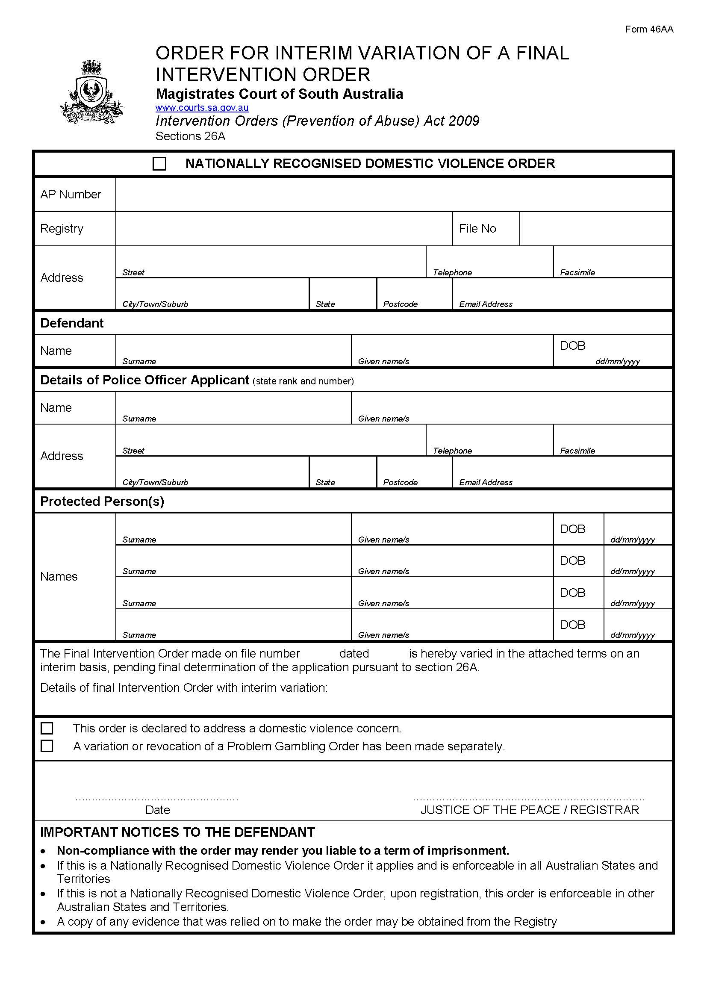 Form 46AA
ORDER FOR INTERIM VARIATION OF A FINAL
INTERVENTION ORDER
Magistrates Court of South Australia
www.courts.sa.gov.au
Intervention Orders (Prevention of Abuse) Act 2009
Sections 26A
SOUTH AUSTRALIA
NATIONALLY RECOGNISED DOMESTIC VIOLENCE ORDER
AP Number
Registry File No
Address
Street Telephone Facsimile
City/Town/Suburb State Postcode Email Address
Defendant
Name
Surname Given name/s DOB dd/mm/yyyy
Details of Police Officer Applicant (state rank and number)
Name
Surname Given name/s
Address
Street Telephone Facsimile
City/Town/Suburb State Postcode Email Address
Protected Person(s)
Names
Surname Given name/s DOB dd/mm/yyyy
Surname Given name/s DOB dd/mm/yyyy
Surname Given name/s DOB dd/mm/yyyy
Surname Given name/s DOB dd/mm/yyyy
The Final Intervention Order made on file number dated is hereby varied in the attached terms on an
interim basis, pending final determination of the application pursuant to section 26A.
Details of final Intervention Order with interim variation:
This order is declared to address a domestic violence concern.
A variation or revocation of a Problem Gambling Order has been made separately.
.................................................. .......................................................................
Date JUSTICE OF THE PEACE / REGISTRAR
IMPORTANT NOTICES TO THE DEFENDANT
• Non-compliance with the order may render you liable to a term of imprisonment.
• If this is a Nationally Recognised Domestic Violence Order it applies and is enforceable in all Australian States and
Territories
• If this is not a Nationally Recognised Domestic Violence Order, upon registration, this order is enforceable in other
Australian States and Territories.
• A copy of any evidence that was relied on to make the order may be obtained from the Registry